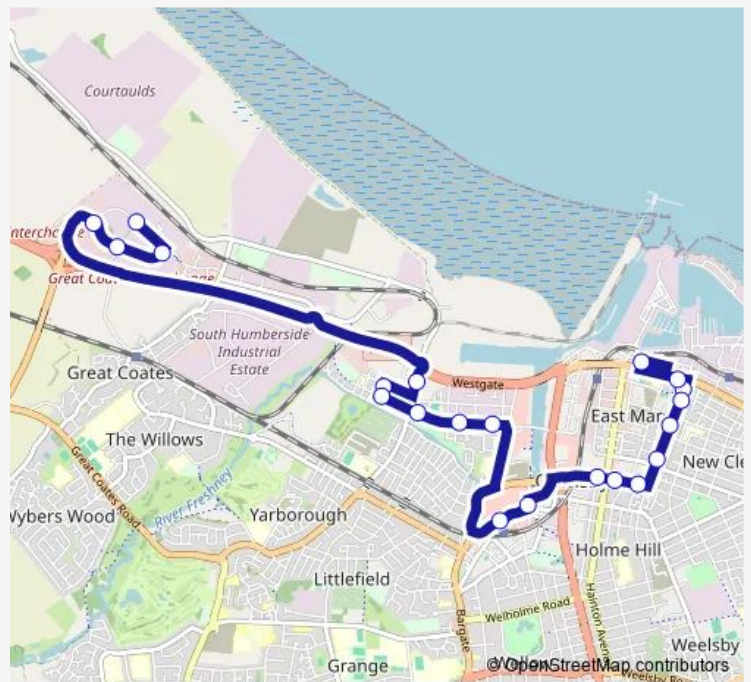 Courtaulds
Great Coates
South Humberside
Industrial
Estate
Westgate
East Mar
The Willows
New Cle
Great Coates Road
River Freshney
Yarborough
Wybers Wood
Holme Hill
Littlefield
Welholme Road
Hainton Avenue
Bargate
Weelsby
Grange
© OpenStreetMap contributors